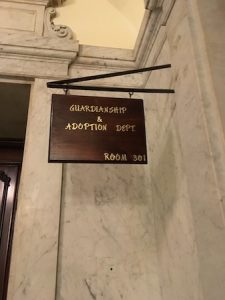 GUARDIANSHIP
&
ADOPTION DEPT
ROOM 301